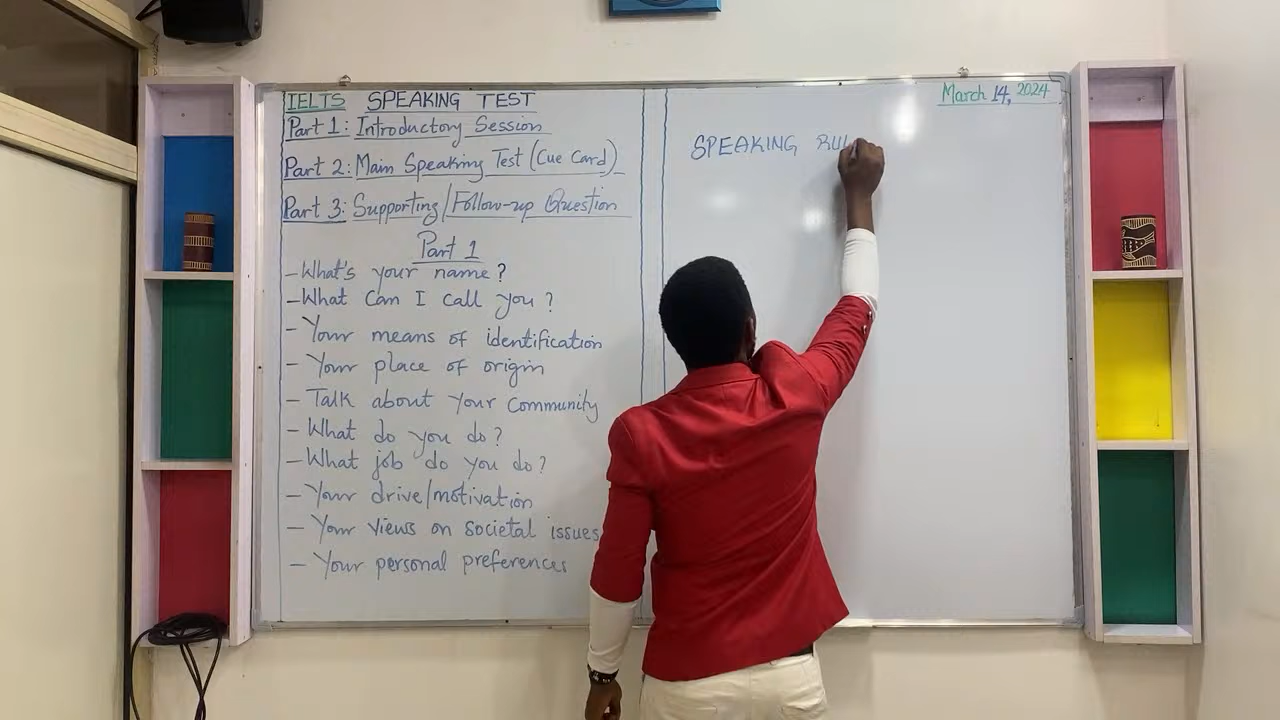 IELTS SPEAKING TEST
Part 1: Introductory Session
Part 2: Main Speaking Test (Cue Card)
Part 3: Supporting/Follow-up Question
Part 1
- What's your name?
- What can I call you?
- Your means of identification
- Your place of origin
- Talk about your community
- What do you do?
- What job do you do?
- Your drive/motivation
- Your views on societal issues
- Your personal preferences
March 14, 2024
SPEAKING RUL